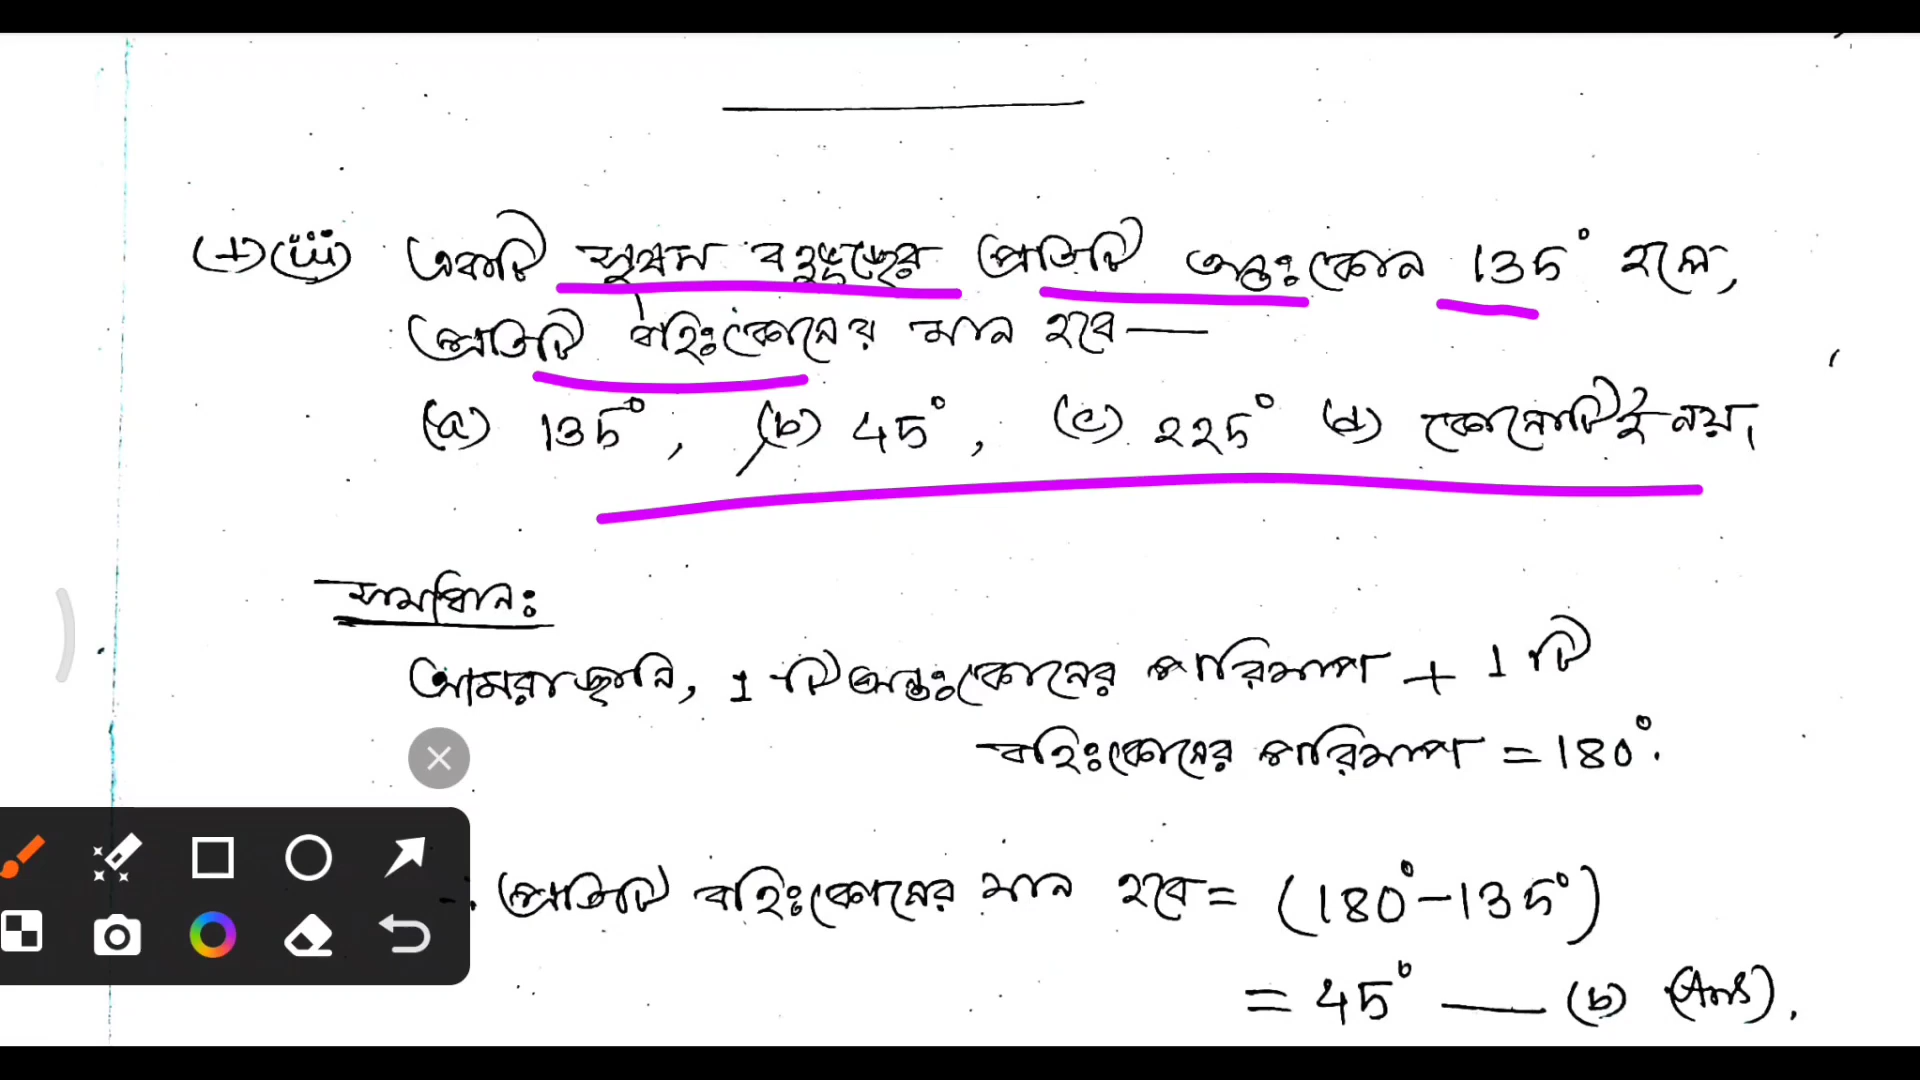 (1)(iii) একটি সুষম বহুভুজের প্রতিটি অন্তঃকোন 135° হলে,
প্রতিটি বহিঃকোনের মান হবে —
(a) 135°, (b) 45°, (c) 225° (d) কোনোটিই নয়।
সমাধান:
আমরা জানি, 1 টি অন্তঃকোনের পরিমাপ + 1 টি
বহিঃকোনের পরিমাপ = 180°.
∴ প্রতিটি বহিঃকোনের মান হবে = (180° - 135°)
= 45° — (b) (Ans).